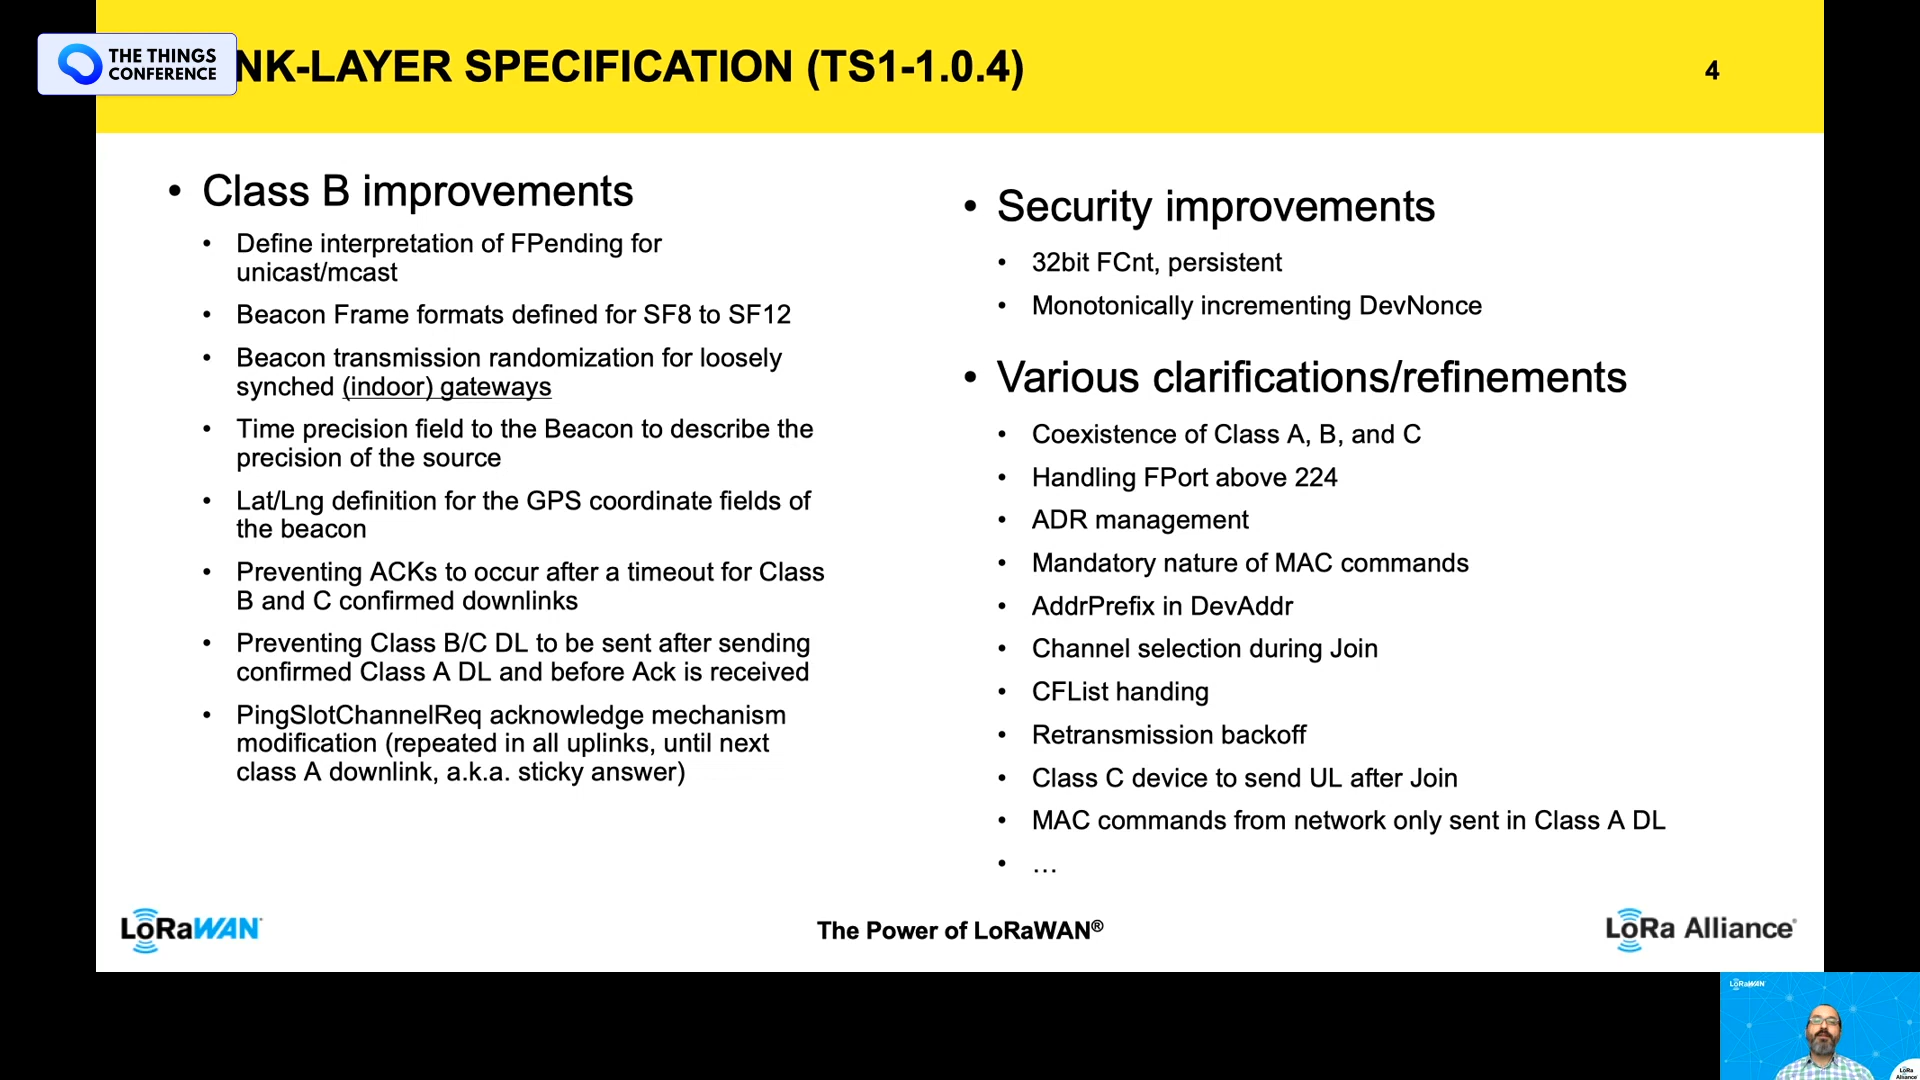 THE THINGS
CONFERENCE
NK-LAYER SPECIFICATION (TS1-1.0.4)
4
• Class B improvements
• Define interpretation of FPending for
unicast/mcast
• Beacon Frame formats defined for SF8 to SF12
• Beacon transmission randomization for loosely
synched (indoor) gateways
• Time precision field to the Beacon to describe the
precision of the source
• Lat/Lng definition for the GPS coordinate fields of
the beacon
• Preventing ACKs to occur after a timeout for Class
B and C confirmed downlinks
• Preventing Class B/C DL to be sent after sending
confirmed Class A DL and before Ack is received
• PingSlotChannelReq acknowledge mechanism
modification (repeated in all uplinks, until next
class A downlink, a.k.a. sticky answer)
• Security improvements
• 32bit FCnt, persistent
• Monotonically incrementing DevNonce
• Various clarifications/refinements
• Coexistence of Class A, B, and C
• Handling FPort above 224
• ADR management
• Mandatory nature of MAC commands
• AddrPrefix in DevAddr
• Channel selection during Join
• CFList handing
• Retransmission backoff
• Class C device to send UL after Join
• MAC commands from network only sent in Class A DL
• …
LoRaWAN
The Power of LoRaWAN®
LoRa Alliance®
LoRaWAN
LoRa
Alliance